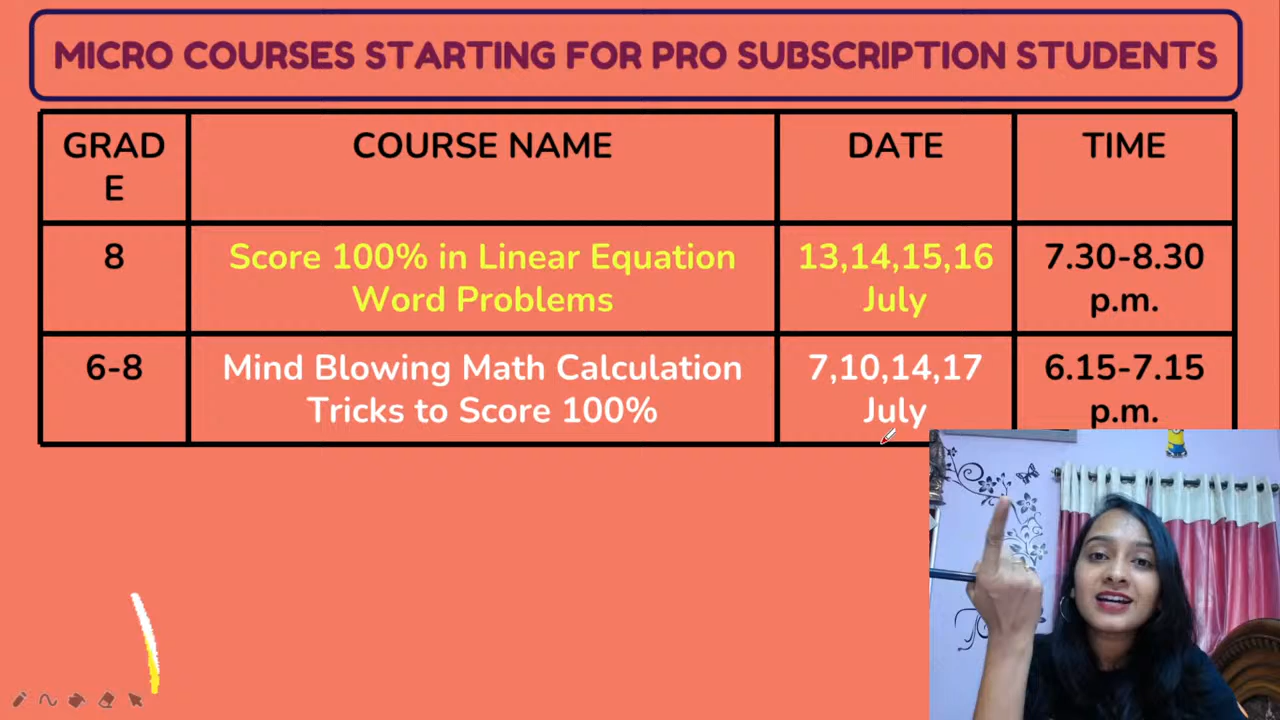 MICRO COURSES STARTING FOR PRO SUBSCRIPTION STUDENTS
GRAD
E
COURSE NAME
DATE
TIME
8
Score 100% in Linear Equation
Word Problems
13,14,15,16
July
7.30-8.30
p.m.
6-8
Mind Blowing Math Calculation
Tricks to Score 100%
7,10,14,17
July
6.15-7.15
p.m.